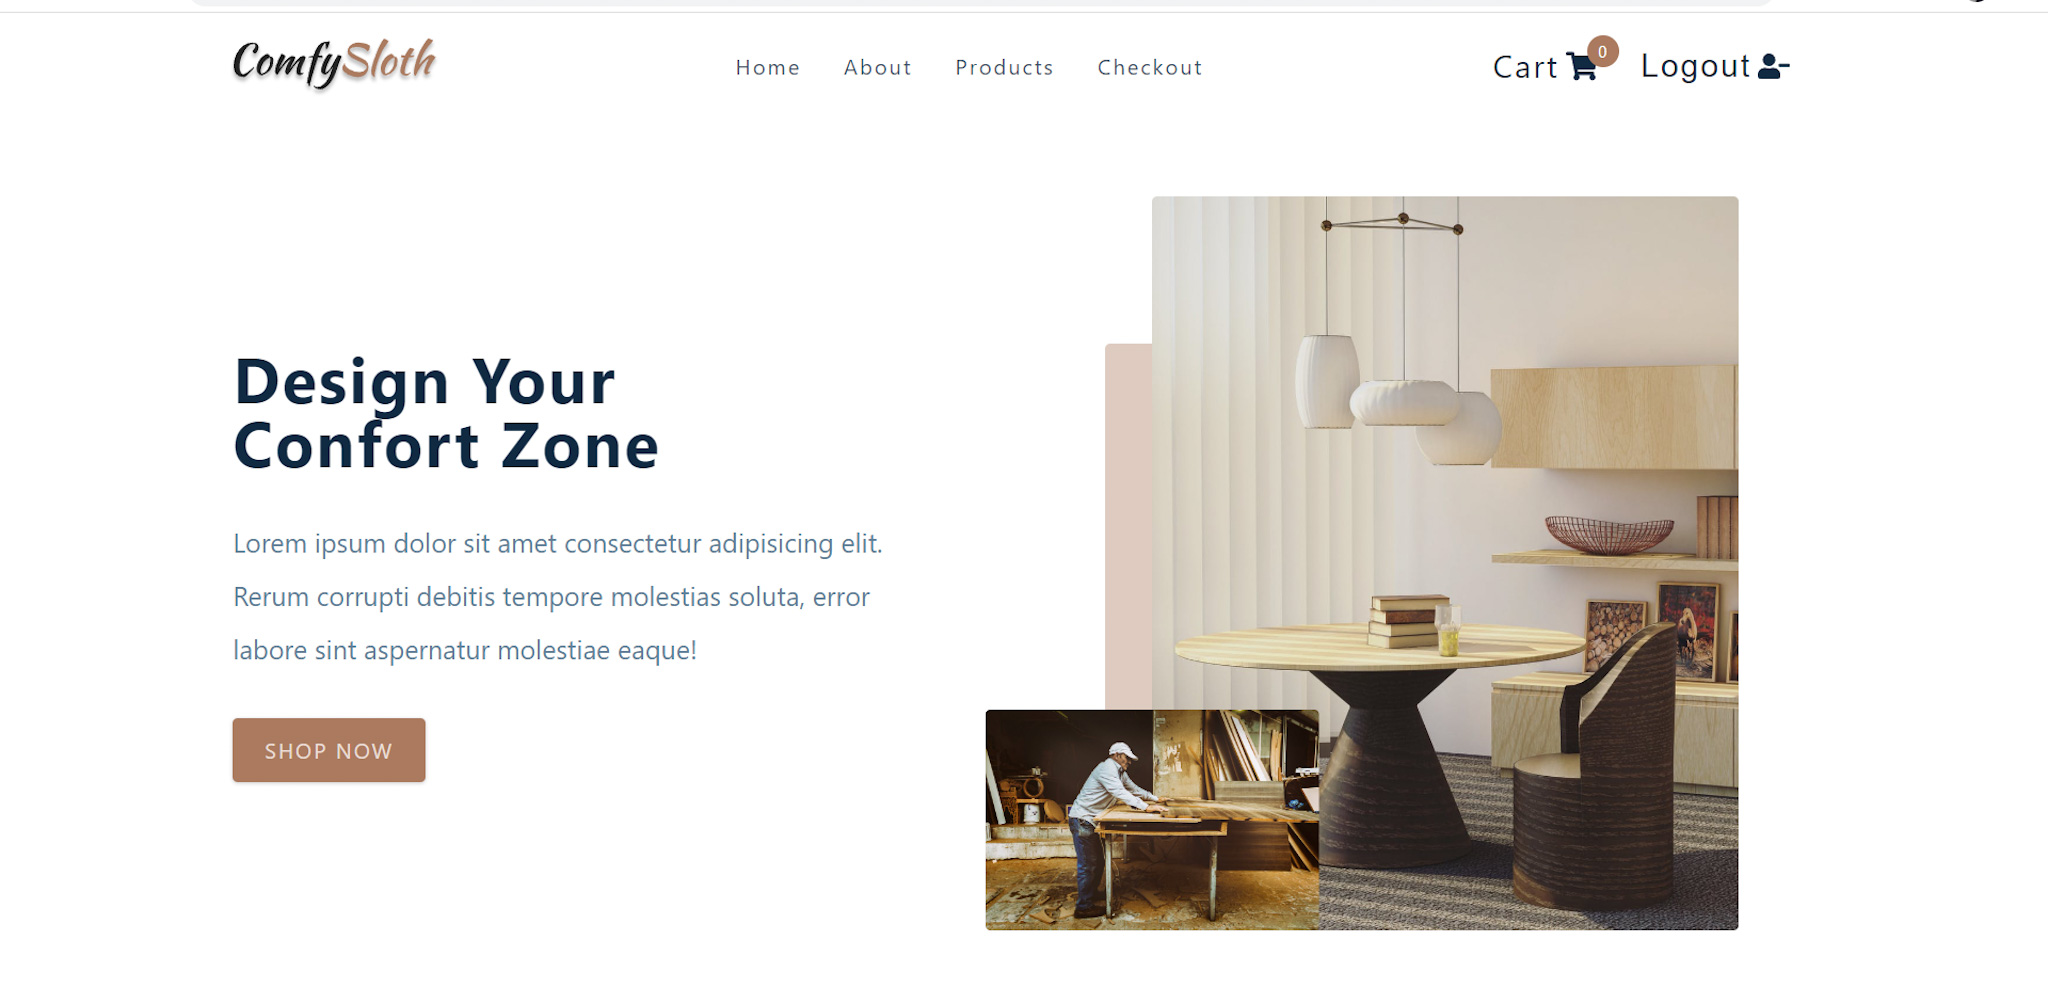 ComfySloth
Home About Products Checkout
Cart 0 Logout
Design Your
Confort Zone
Lorem ipsum dolor sit amet consectetur adipisicing elit.
Rerum corrupti debitis tempore molestias soluta, error
labore sint aspernatur molestiae eaque!
SHOP NOW